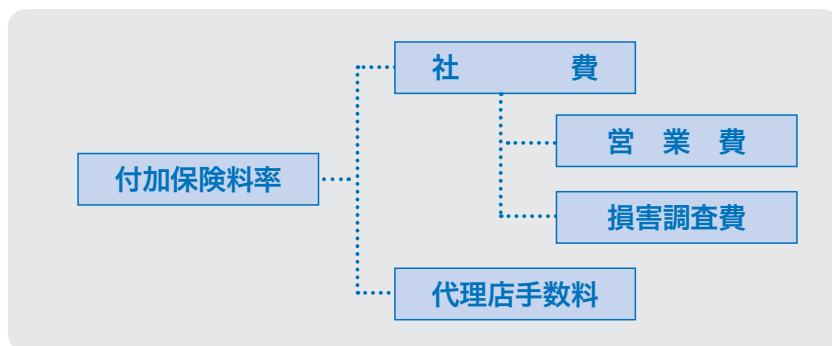 社費
営業費
付加保険料率
損害調査費
代理店手数料